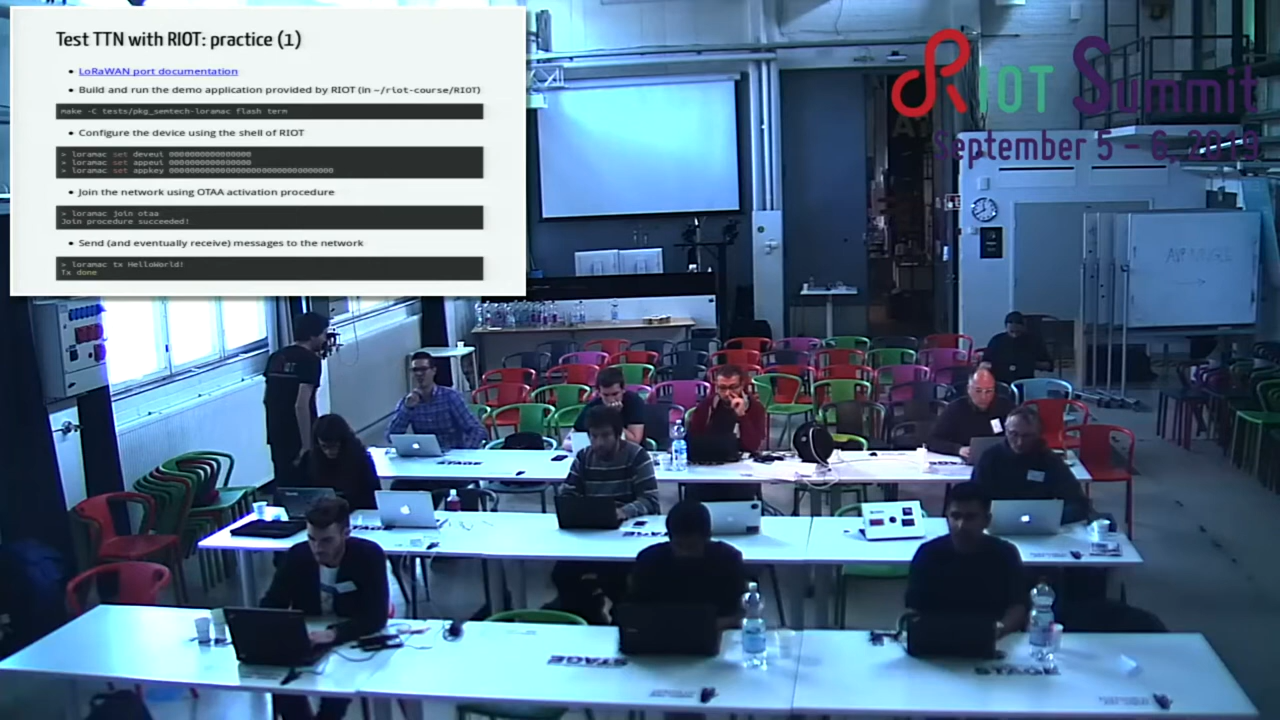 Test TTN with RIOT: practice (1)
• LoRaWAN port documentation
• Build and run the demo application provided by RIOT (in ~/riot-course/RIOT)
make -C tests/pkg_semtech-loramac flash term
• Configure the device using the shell of RIOT
> loramac set deveui 0000000000000000
> loramac set appeui 0000000000000000
> loramac set appkey 00000000000000000000000000000000
• Join the network using OTAA activation procedure
> loramac join otaa
Join procedure succeeded!
• Send (and eventually receive) messages to the network
> loramac tx HelloWorld!
Tx done
RIOT Summit
September 5 - 6, 2019
STAGE
STAGE